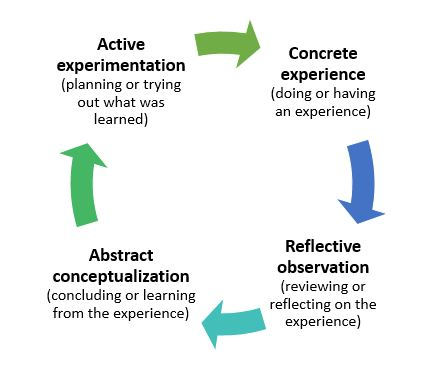 Active
experimentation
(planning or trying
out what was
learned)
Concrete
experience
(doing or having
an experience)
Reflective
observation
(reviewing or
reflecting on the
experience)
Abstract
conceptualization
(concluding or learning
from the experience)